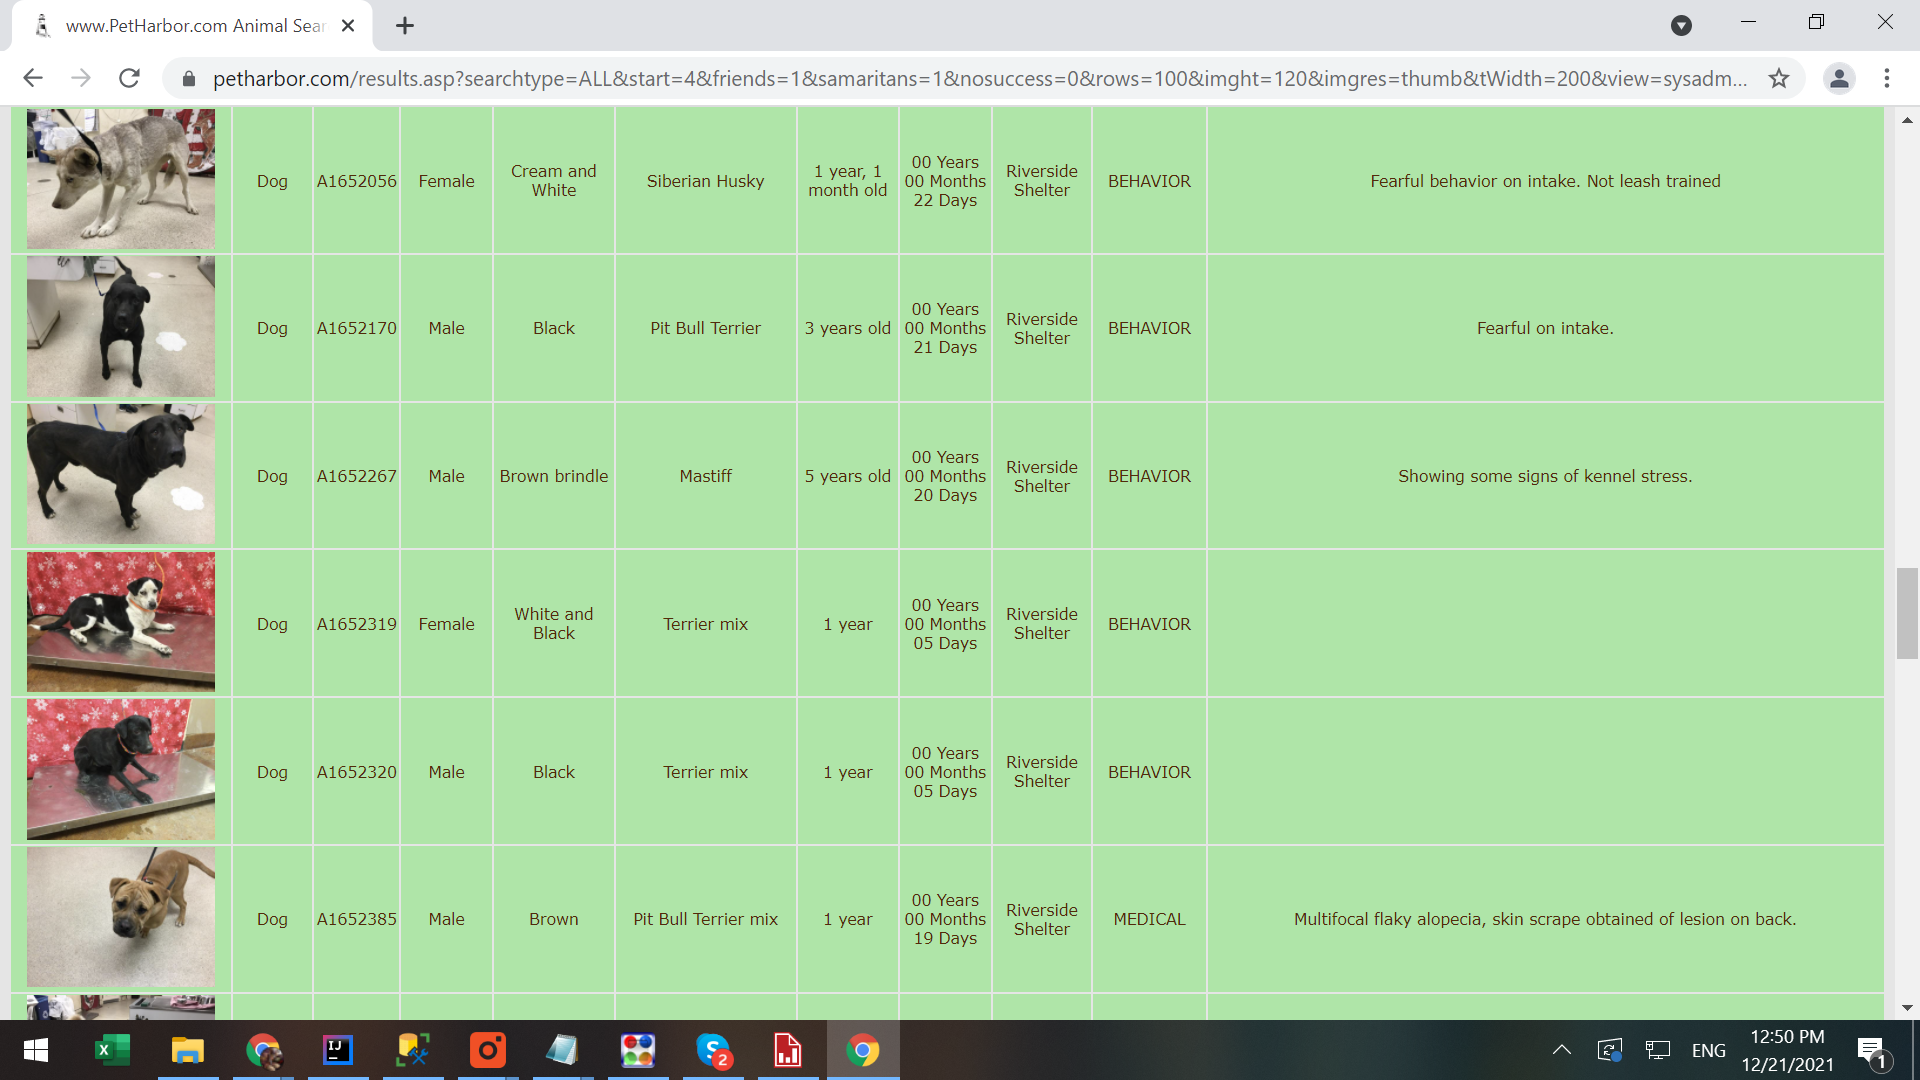 www.PetHarbor.com Animal Sear
petharbor.com/results.asp?searchtype=ALL&start=4&friends=1&samaritans=1&nosuccess=0&rows=100&imght=120&imgres=thumb&tWidth=200&view=sysadm...
Dog
A1652056
Female
Cream and
White
Siberian Husky
1 year, 1
month old
00 Years
00 Months
22 Days
Riverside
Shelter
BEHAVIOR
Fearful behavior on intake. Not leash trained
Dog
A1652170
Male
Black
Pit Bull Terrier
3 years old
00 Years
00 Months
21 Days
Riverside
Shelter
BEHAVIOR
Fearful on intake.
Dog
A1652267
Male
Brown brindle
Mastiff
5 years old
00 Years
00 Months
20 Days
Riverside
Shelter
BEHAVIOR
Showing some signs of kennel stress.
Dog
A1652319
Female
White and
Black
Terrier mix
1 year
00 Years
00 Months
05 Days
Riverside
Shelter
BEHAVIOR
Dog
A1652320
Male
Black
Terrier mix
1 year
00 Years
00 Months
05 Days
Riverside
Shelter
BEHAVIOR
Dog
A1652385
Male
Brown
Pit Bull Terrier mix
1 year
00 Years
00 Months
19 Days
Riverside
Shelter
MEDICAL
Multifocal flaky alopecia, skin scrape obtained of lesion on back.
X
IJ
S
2
ENG
12:50 PM
12/21/2021
1